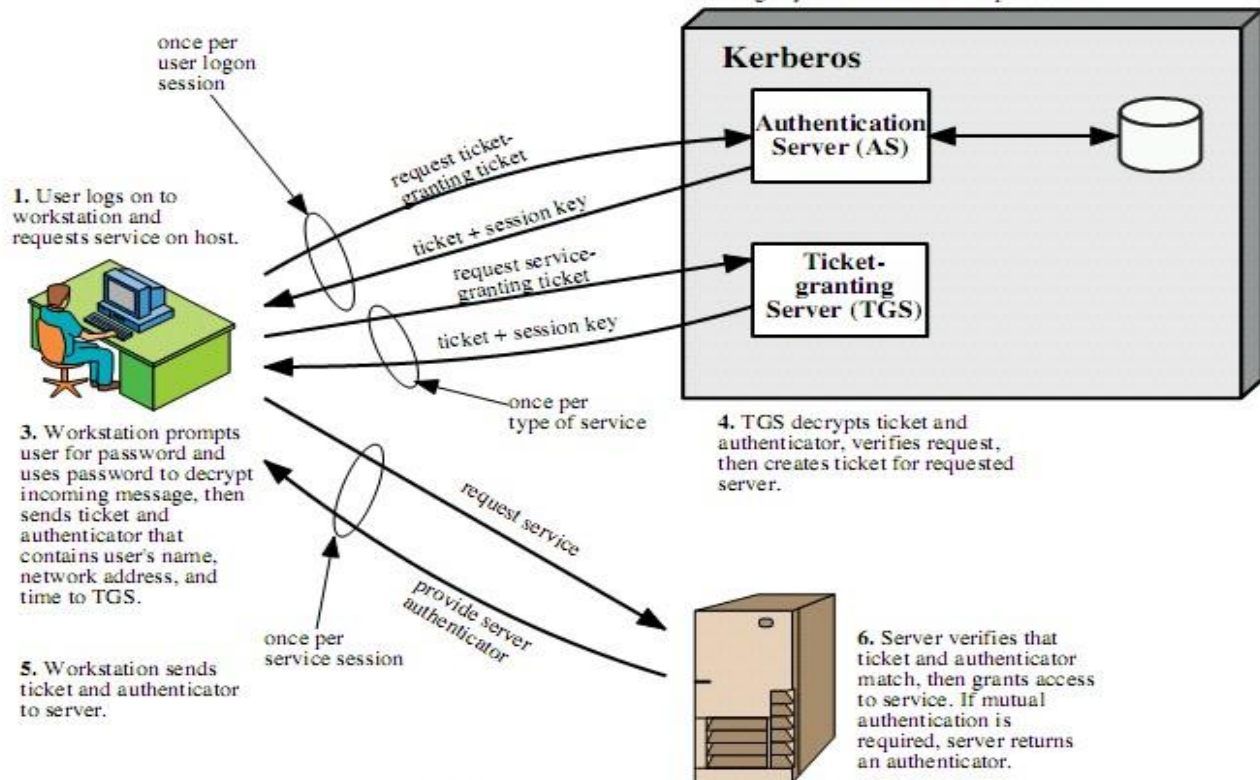 once per
user logon
session
Kerberos
Authentication
Server (AS)
request ticket-
granting ticket
1. User logs on to
workstation and
requests service on host.
ticket + session key
request service-
granting ticket
Ticket-
granting
Server (TGS)
ticket + session key
once per
type of service
3. Workstation prompts
user for password and
uses password to decrypt
incoming message, then
sends ticket and
authenticator that
contains user's name,
network address, and
time to TGS.
4. TGS decrypts ticket and
authenticator, verifies request,
then creates ticket for requested
server.
request service
provide server
authenticator
once per
service session
5. Workstation sends
ticket and authenticator
to server.
6. Server verifies that
ticket and authenticator
match, then grants access
to service. If mutual
authentication is
required, server returns
an authenticator.